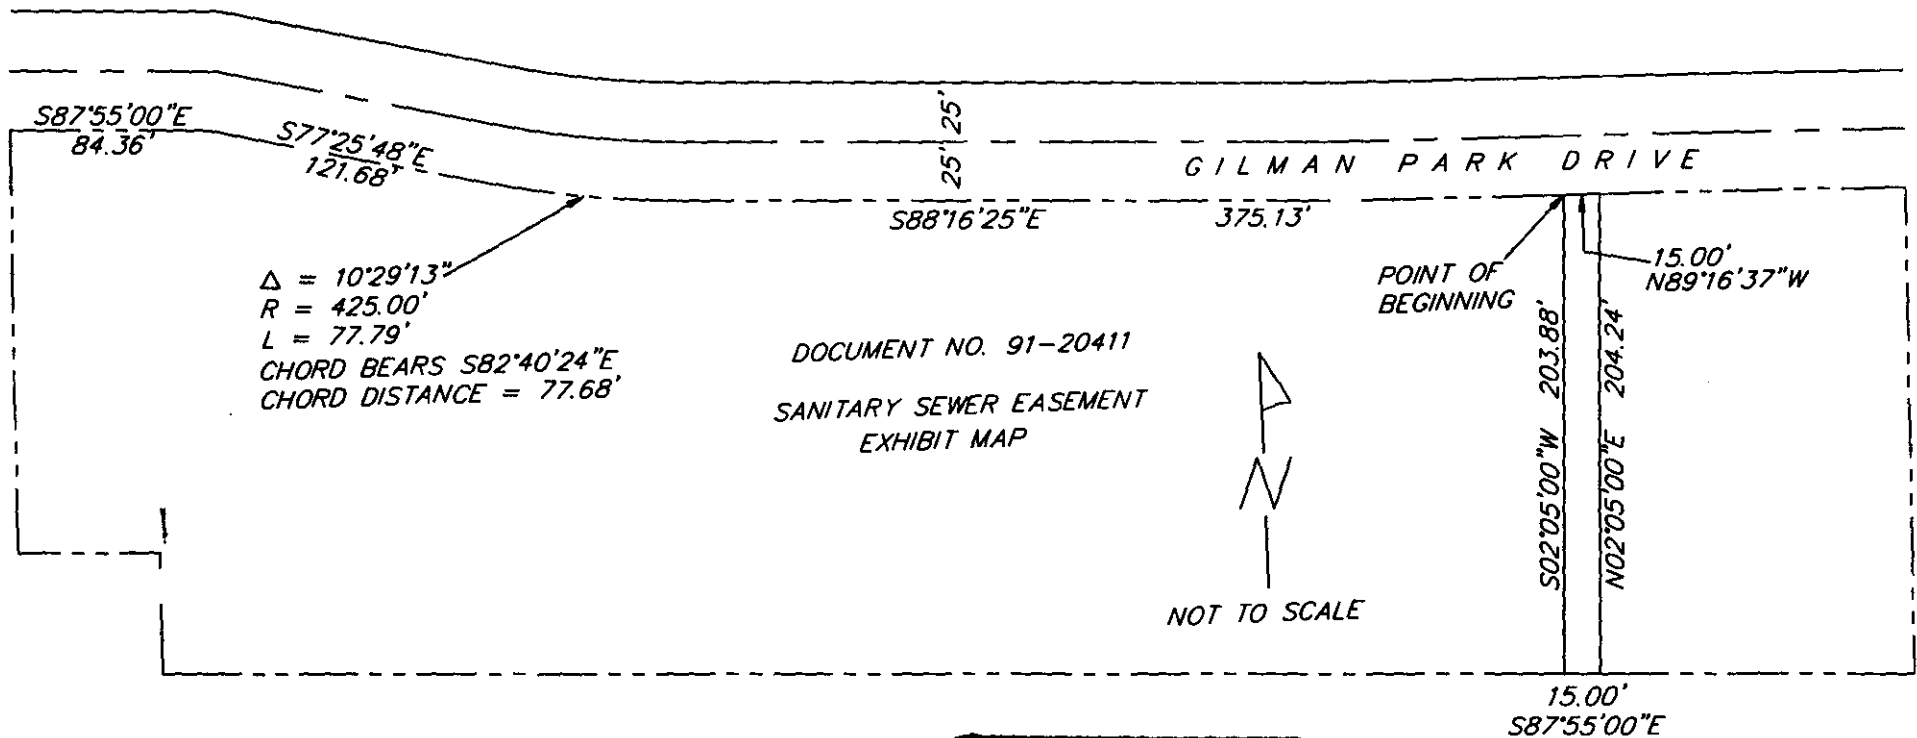 S87°55'00"E
84.36'
S77°25'48"E
121.68'
25'
25'
GILMAN PARK DRIVE
S88°16'25"E
375.13'
Δ = 10°29'13"
R = 425.00'
L = 77.79'
CHORD BEARS S82°40'24"E
CHORD DISTANCE = 77.68'
DOCUMENT NO. 91-20411
SANITARY SEWER EASEMENT
EXHIBIT MAP
N
NOT TO SCALE
POINT OF
BEGINNING
15.00'
N89°16'37"W
S02°05'00"W 203.88'
N02°05'00"E 204.24'
15.00'
S87°55'00"E